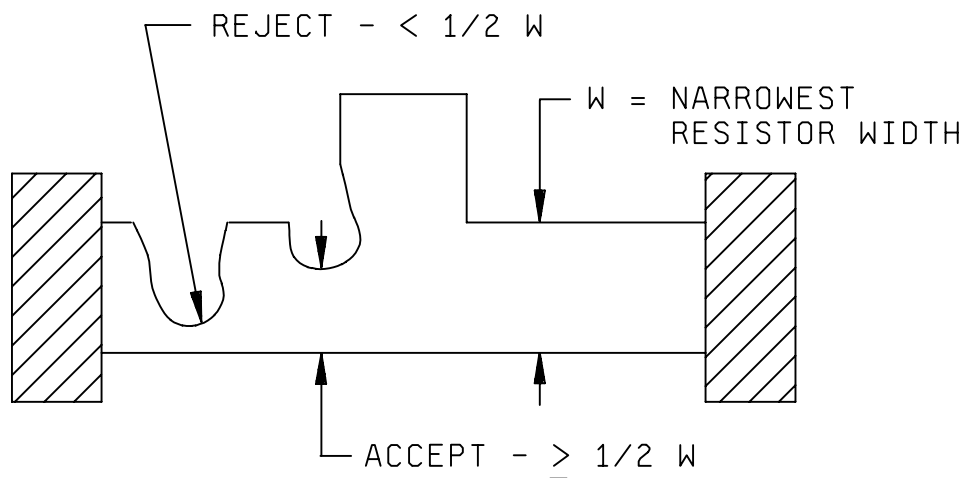 REJECT - < 1/2 W
W = NARROWEST
RESISTOR WIDTH
ACCEPT - ≥ 1/2 W